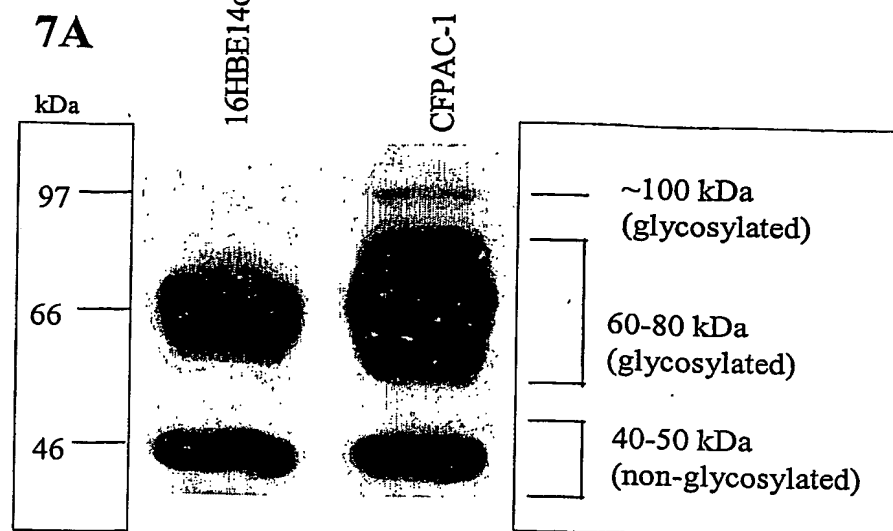 7A
16HBE14o
CFPAC-1
kDa
97
66
46
~100 kDa
(glycosylated)
60-80 kDa
(glycosylated)
40-50 kDa
(non-glycosylated)